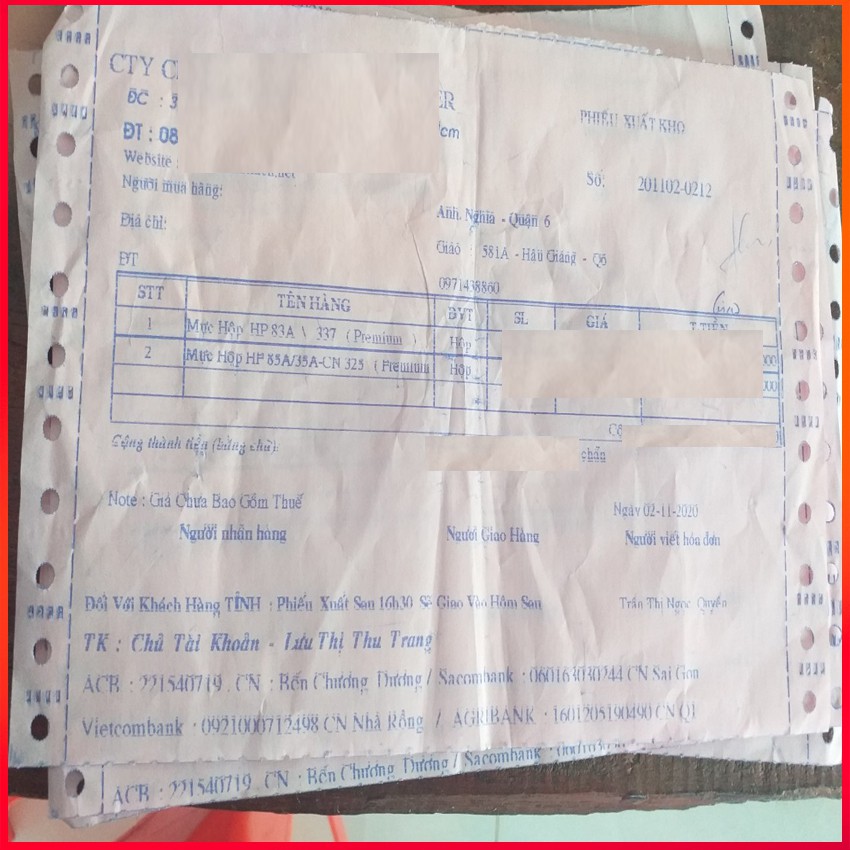 CTY
ĐC : 3
ĐT : 08
Website :
PHIẾU XUẤT KHO
Số: 201102-0212
Người mua hàng: Anh. Nghĩa - Quận 6
Địa chỉ: 581A - Hậu Giang - Q6
ĐT 0971438860
STT TÊN HÀNG ĐVT SL GIÁ T.TIỀN
1 Mực Hộp HP 83A \ 337 ( Premium ) Hộp
2 Mực Hộp HP 85A/35A-CN 325 ( Premium Hộp
Cộng thành tiền (bằng chữ): chẵn
Note : Giá Chưa Bao Gồm Thuế
Ngày 02-11-2020
Người nhận hàng Người Giao Hàng Người viết hóa đơn
Đối Với Khách Hàng TỈNH : Phiếu Xuất Sau 16h30 Sẽ Giao Vào Hôm Sau
Trần Thị Ngọc Quyền
TK : Chủ Tài Khoản - Lưu Thị Thu Trang
ACB : 221540719 . CN : Bến Chương Dương / Sacombank : 060163030244 CN Sai Gon
Vietcombank : 0921000712498 CN Nhà Rồng / AGRIBANK : 1601205190490 CN Q1
ACB : 221540719 . CN : Bến Chương Dương / Sacombank :